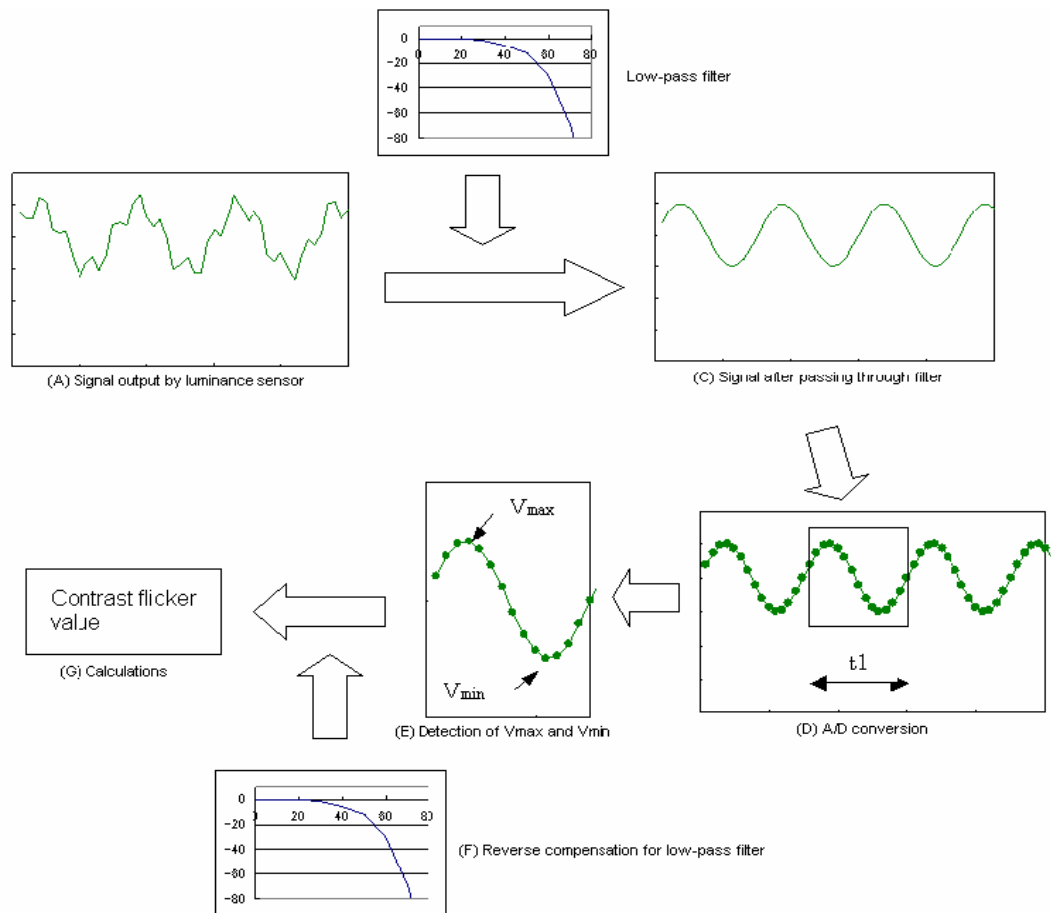 0
0 20 40 60 80
-20
-40
-60
-80
Low-pass filter
(A) Signal output by luminance sensor
(C) Signal after passing through filter
Vmax
Vmin
t1
Contrast flicker
value
(G) Calculations
(E) Detection of Vmax and Vmin
(D) A/D conversion
0
0 20 40 60 80
-20
-40
-60
-80
(F) Reverse compensation for low-pass filter